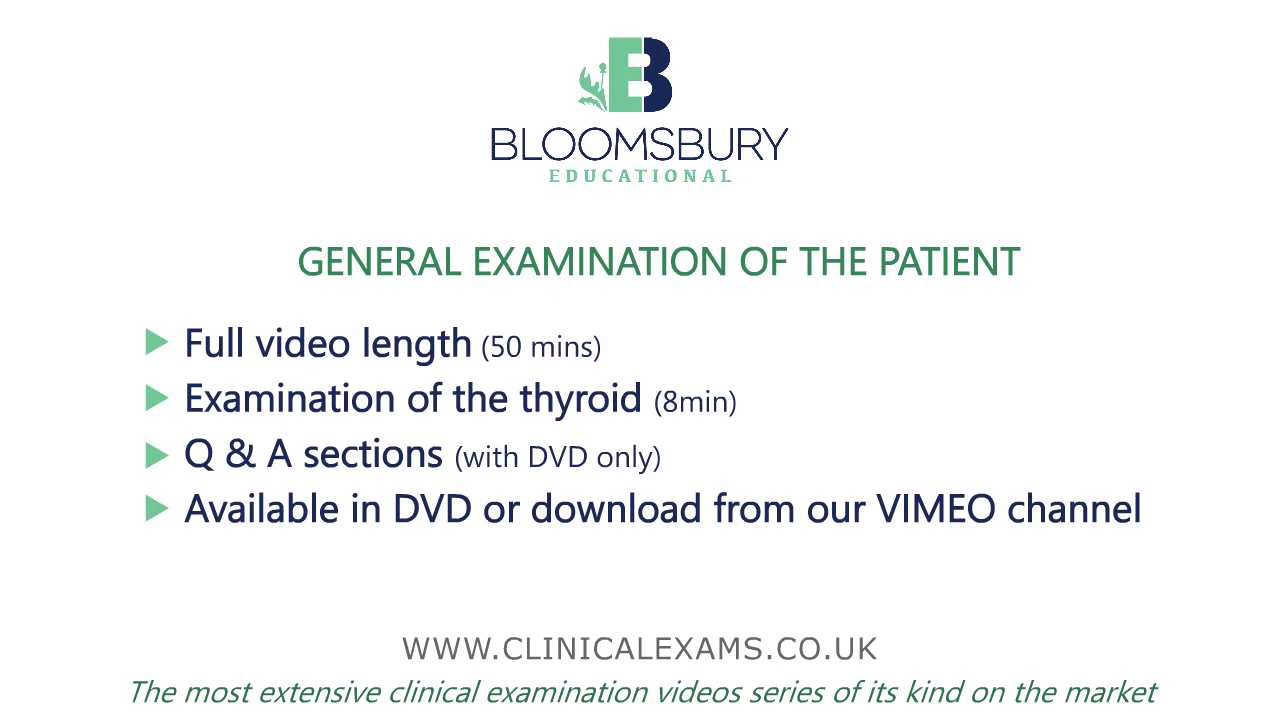 EB
BLOOMSBURY
EDUCATIONAL
GENERAL EXAMINATION OF THE PATIENT
Full video length (50 mins)
Examination of the thyroid (8min)
Q & A sections (with DVD only)
Available in DVD or download from our VIMEO channel
WWW.CLINICALEXAMS.CO.UK
The most extensive clinical examination videos series of its kind on the market